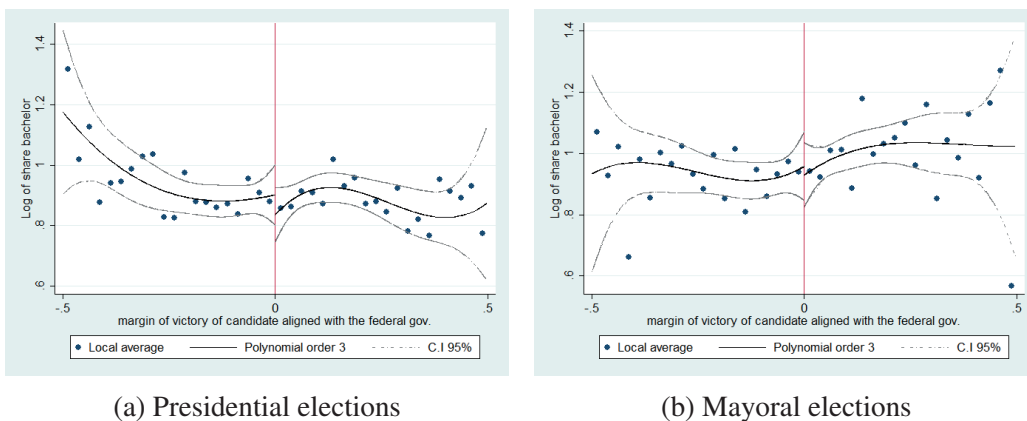 Log of share bachelor
1.4
1.2
1
.8
.6
-.5
0
.5
margin of victory of candidate aligned with the federal gov.
Local average
Polynomial order 3
C.I 95%
(a) Presidential elections
Log of share bachelor
1.4
1.2
1
.8
.6
-.5
0
.5
margin of victory of candidate aligned with the federal gov.
Local average
Polynomial order 3
C.I 95%
(b) Mayoral elections